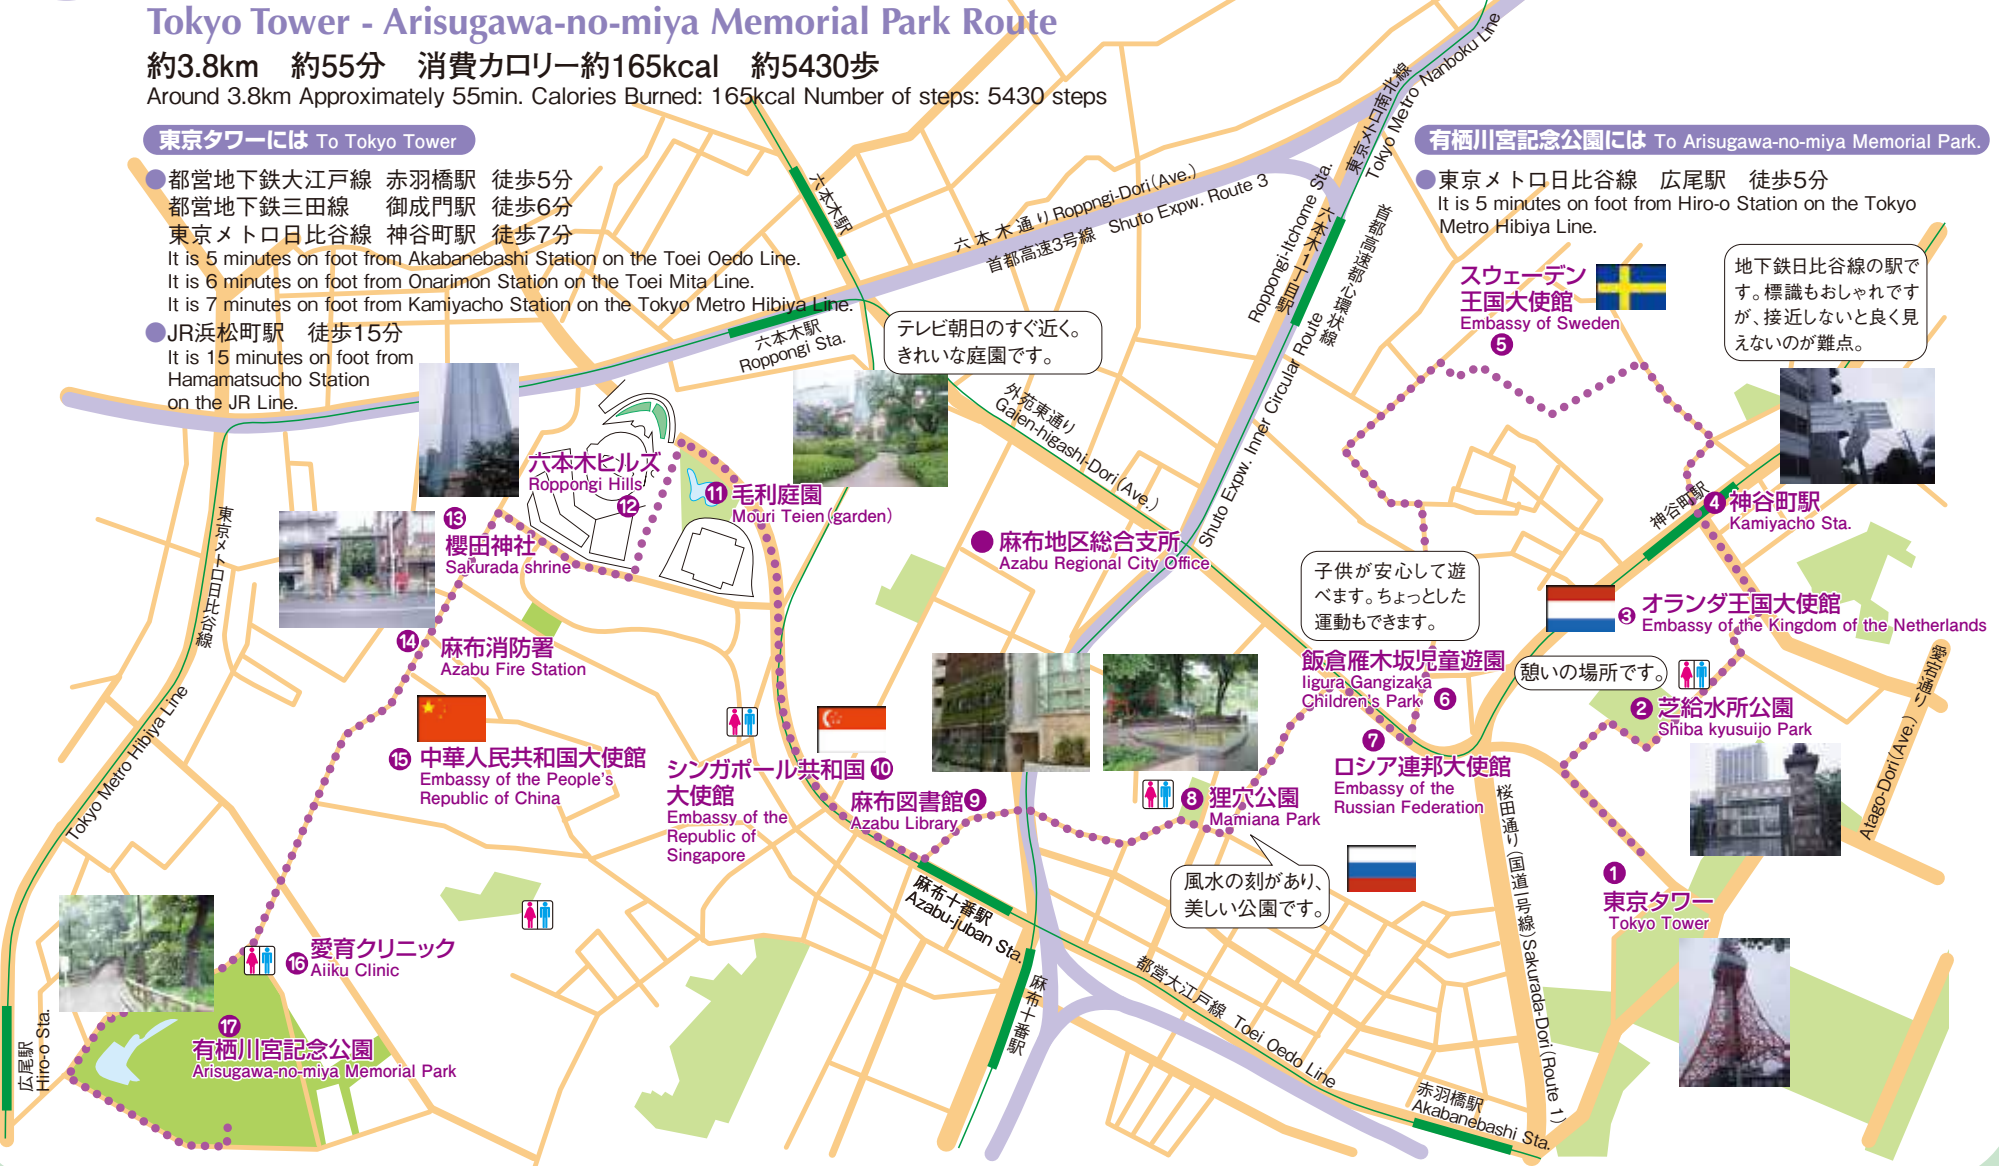 Tokyo Tower - Arisugawa-no-miya Memorial Park Route
約3.8km 約55分 消費カロリー約165kcal 約5430歩
Around 3.8km Approximately 55min. Calories Burned: 165kcal Number of steps: 5430 steps
東京タワーには To Tokyo Tower
●都営地下鉄大江戸線 赤羽橋駅 徒歩5分
都営地下鉄三田線 御成門駅 徒歩6分
東京メトロ日比谷線 神谷町駅 徒歩7分
It is 5 minutes on foot from Akabanebashi Station on the Toei Oedo Line.
It is 6 minutes on foot from Onarimon Station on the Toei Mita Line.
It is 7 minutes on foot from Kamiyacho Station on the Tokyo Metro Hibiya Line.
●JR浜松町駅 徒歩15分
It is 15 minutes on foot from
Hamamatsucho Station
on the JR Line.
有栖川宮記念公園には To Arisugawa-no-miya Memorial Park.
●東京メトロ日比谷線 広尾駅 徒歩5分
It is 5 minutes on foot from Hiro-o Station on the Tokyo
Metro Hibiya Line.
地下鉄日比谷線の駅で
す。標識もおしゃれです
が、接近しないと良く見
えないのが難点。
スウェーデン
王国大使館
Embassy of Sweden
5
六本木駅
六本木通り Roppngi-Dori(Ave.)
首都高速3号線 Shuto Expw. Route 3
東京メトロ南北線
Tokyo Metro Nanboku Line
Roppongi-Itchome Sta.
六本木1丁目駅
首都高速都心環状線
Shuto Expw. Inner Circular Route
六本木駅
Roppongi Sta.
テレビ朝日のすぐ近く。
きれいな庭園です。
外苑東通り
Gaien-higashi-Dori(Ave.)
六本木ヒルズ
Roppongi Hills
12
11 毛利庭園
Mouri Teien(garden)
13
櫻田神社
Sakurada shrine
東京メトロ日比谷線
Tokyo Metro Hibiya Line
●麻布地区総合支所
Azabu Regional City Office
神谷町駅
4 神谷町駅
Kamiyacho Sta.
子供が安心して遊
べます。ちょっとした
運動もできます。
3 オランダ王国大使館
Embassy of the Kingdom of the Netherlands
14 麻布消防署
Azabu Fire Station
飯倉雁木坂児童遊園
Iigura Gangizaka
Children's Park 6
憩いの場所です。
2 芝給水所公園
Shiba kyusuijo Park
愛宕通り
Atago-Dori(Ave.)
15 中華人民共和国大使館
Embassy of the People's
Republic of China
シンガポール共和国 10
大使館
Embassy of the
Republic of
Singapore
麻布図書館 9
Azabu Library
8 狸穴公園
Mamiana Park
7
ロシア連邦大使館
Embassy of the
Russian Federation
風水の刻があり、
美しい公園です。
桜田通り(国道一号線)Sakurada-Dori(Route 1)
1
東京タワー
Tokyo Tower
麻布十番駅
Azabu-juban Sta.
麻布十番駅
都営大江戸線 Toei Oedo Line
赤羽橋駅
Akabanebashi Sta.
16 愛育クリニック
Aiiku Clinic
17
有栖川宮記念公園
Arisugawa-no-miya Memorial Park
広尾駅
Hiro-o Sta.